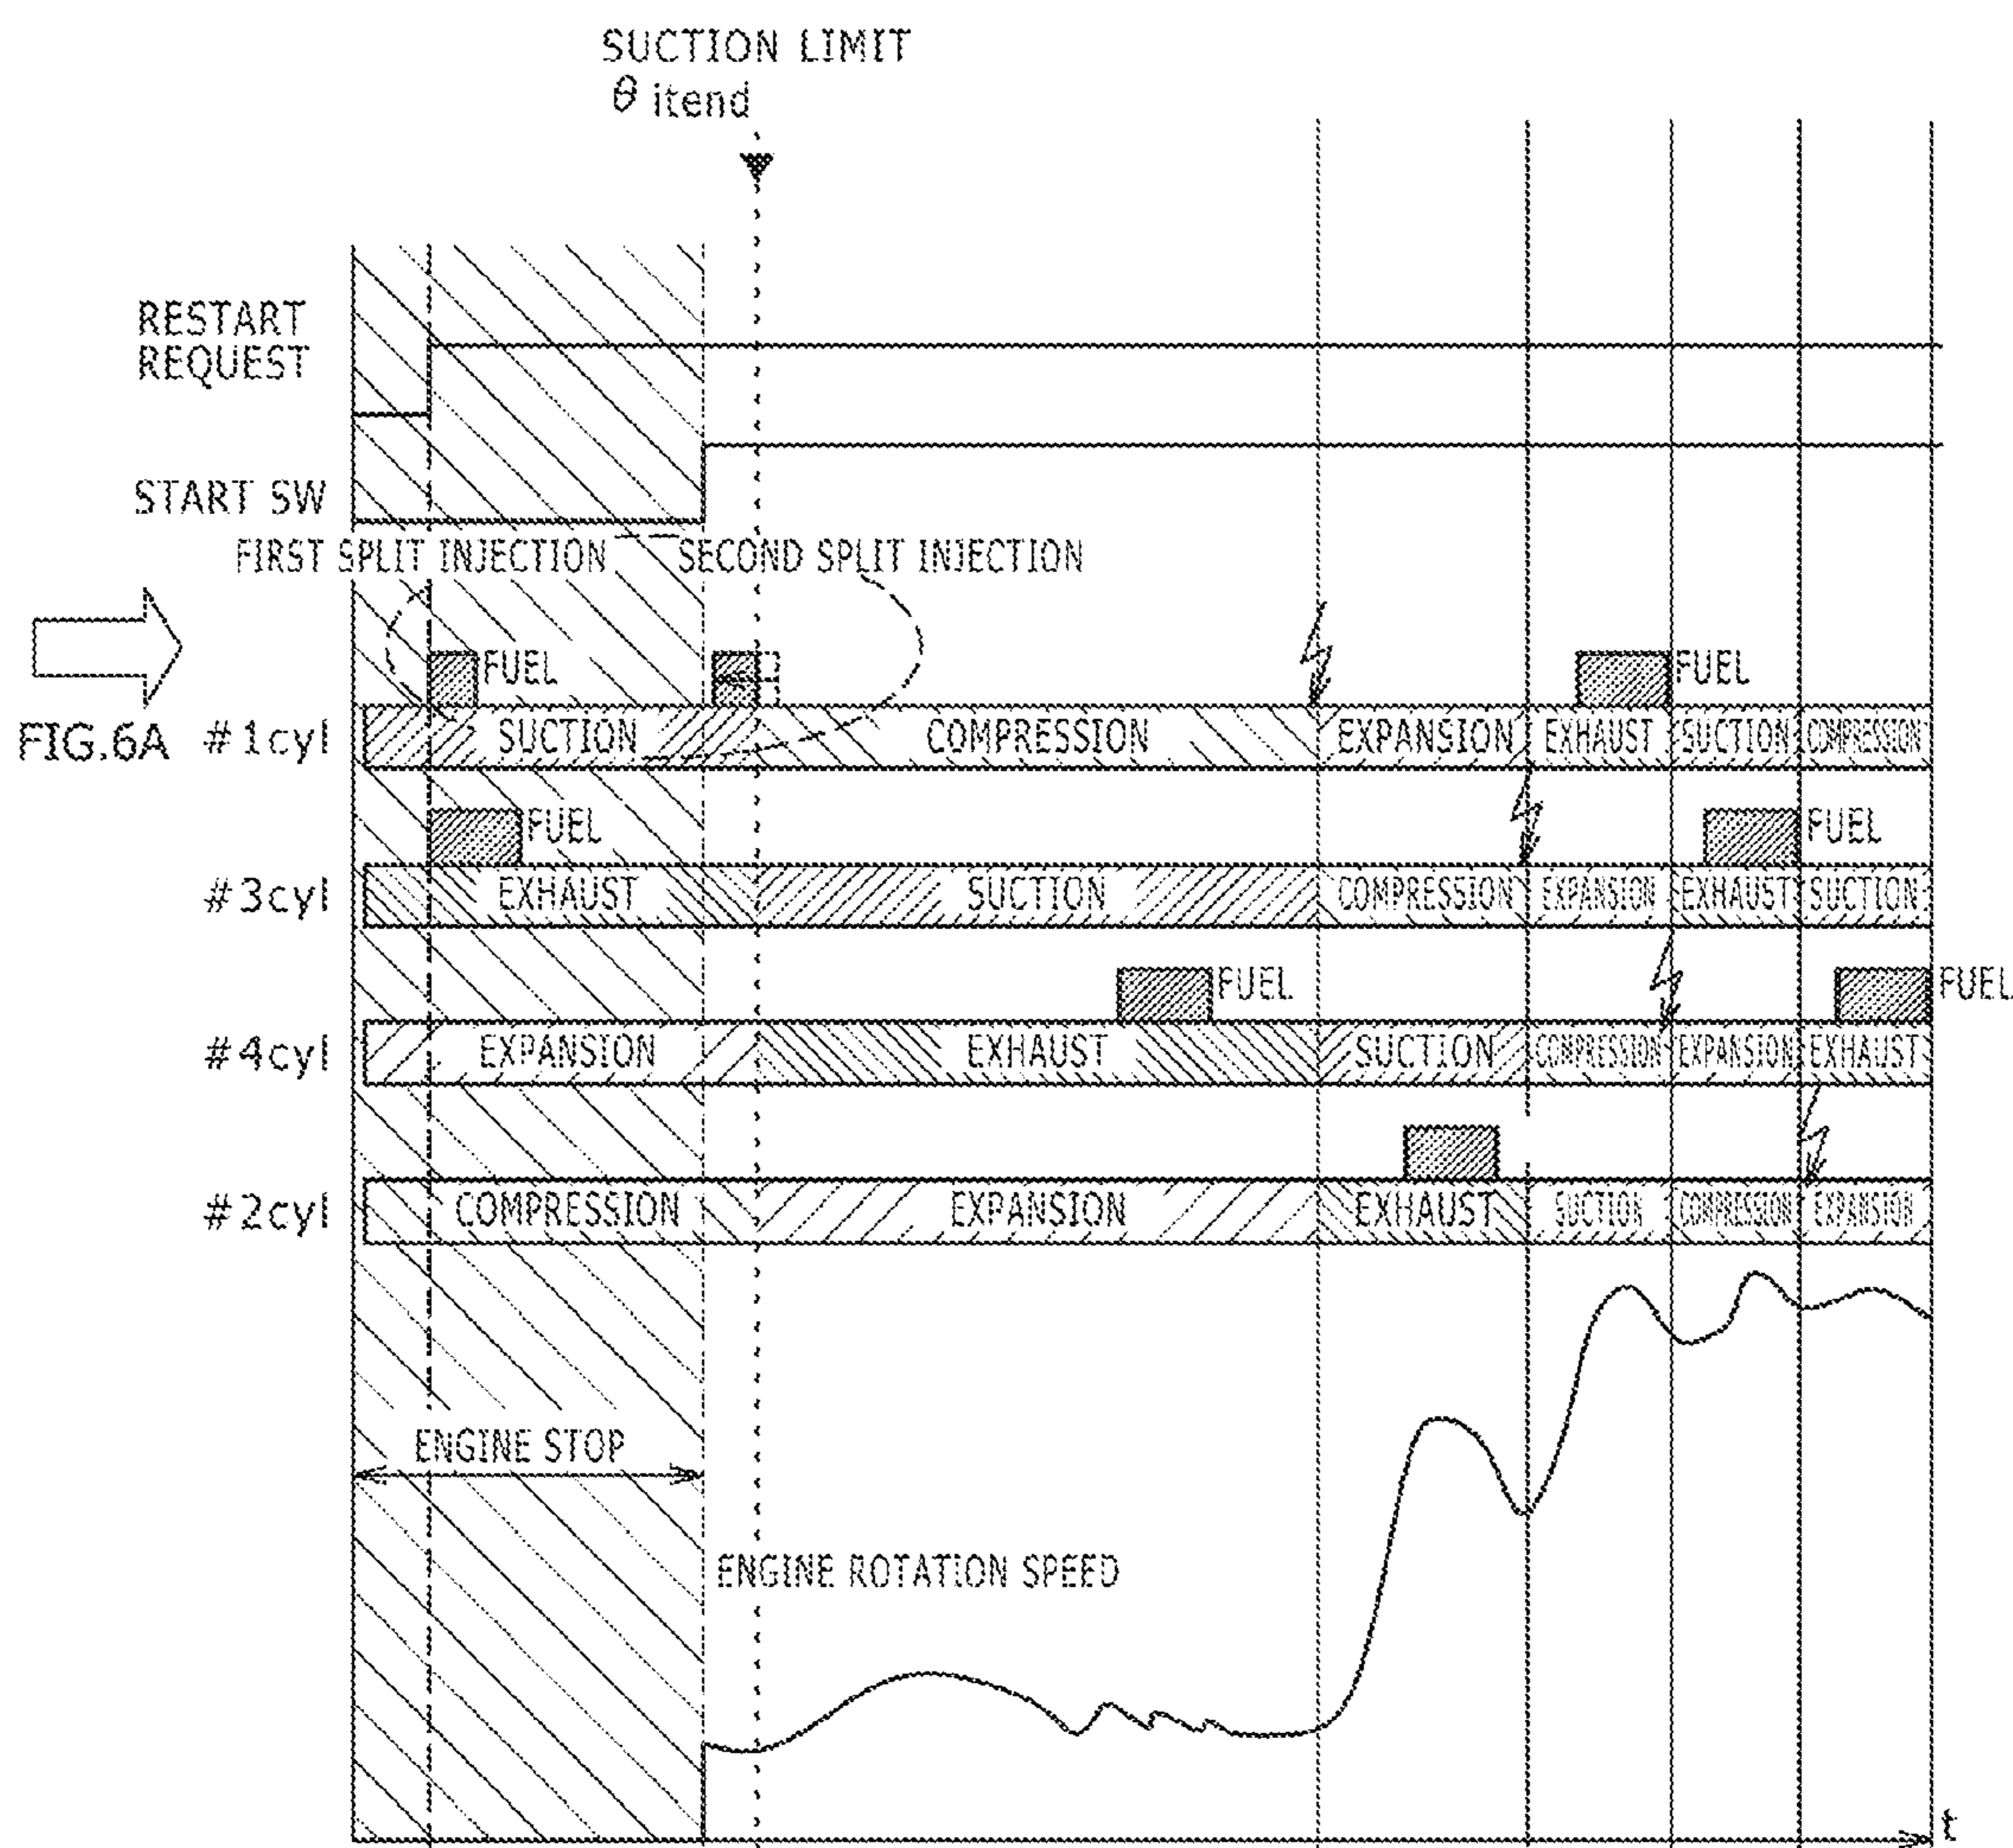 SUCTION LIMIT
θ itend
RESTART
REQUEST
START SW
FIRST SPLIT INJECTION
SECOND SPLIT INJECTION
FUEL
FUEL
FIG.6A
#1cyl
SUCTION
COMPRESSION
EXPANSION
EXHAUST
SUCTION
COMPRESSION
FUEL
FUEL
#3cyl
EXHAUST
SUCTION
COMPRESSION
EXPANSION
EXHAUST
SUCTION
FUEL
FUEL
#4cyl
EXPANSION
EXHAUST
SUCTION
COMPRESSION
EXPANSION
EXHAUST
#2cyl
COMPRESSION
EXPANSION
EXHAUST
SUCTION
COMPRESSION
EXPANSION
ENGINE STOP
ENGINE ROTATION SPEED
t